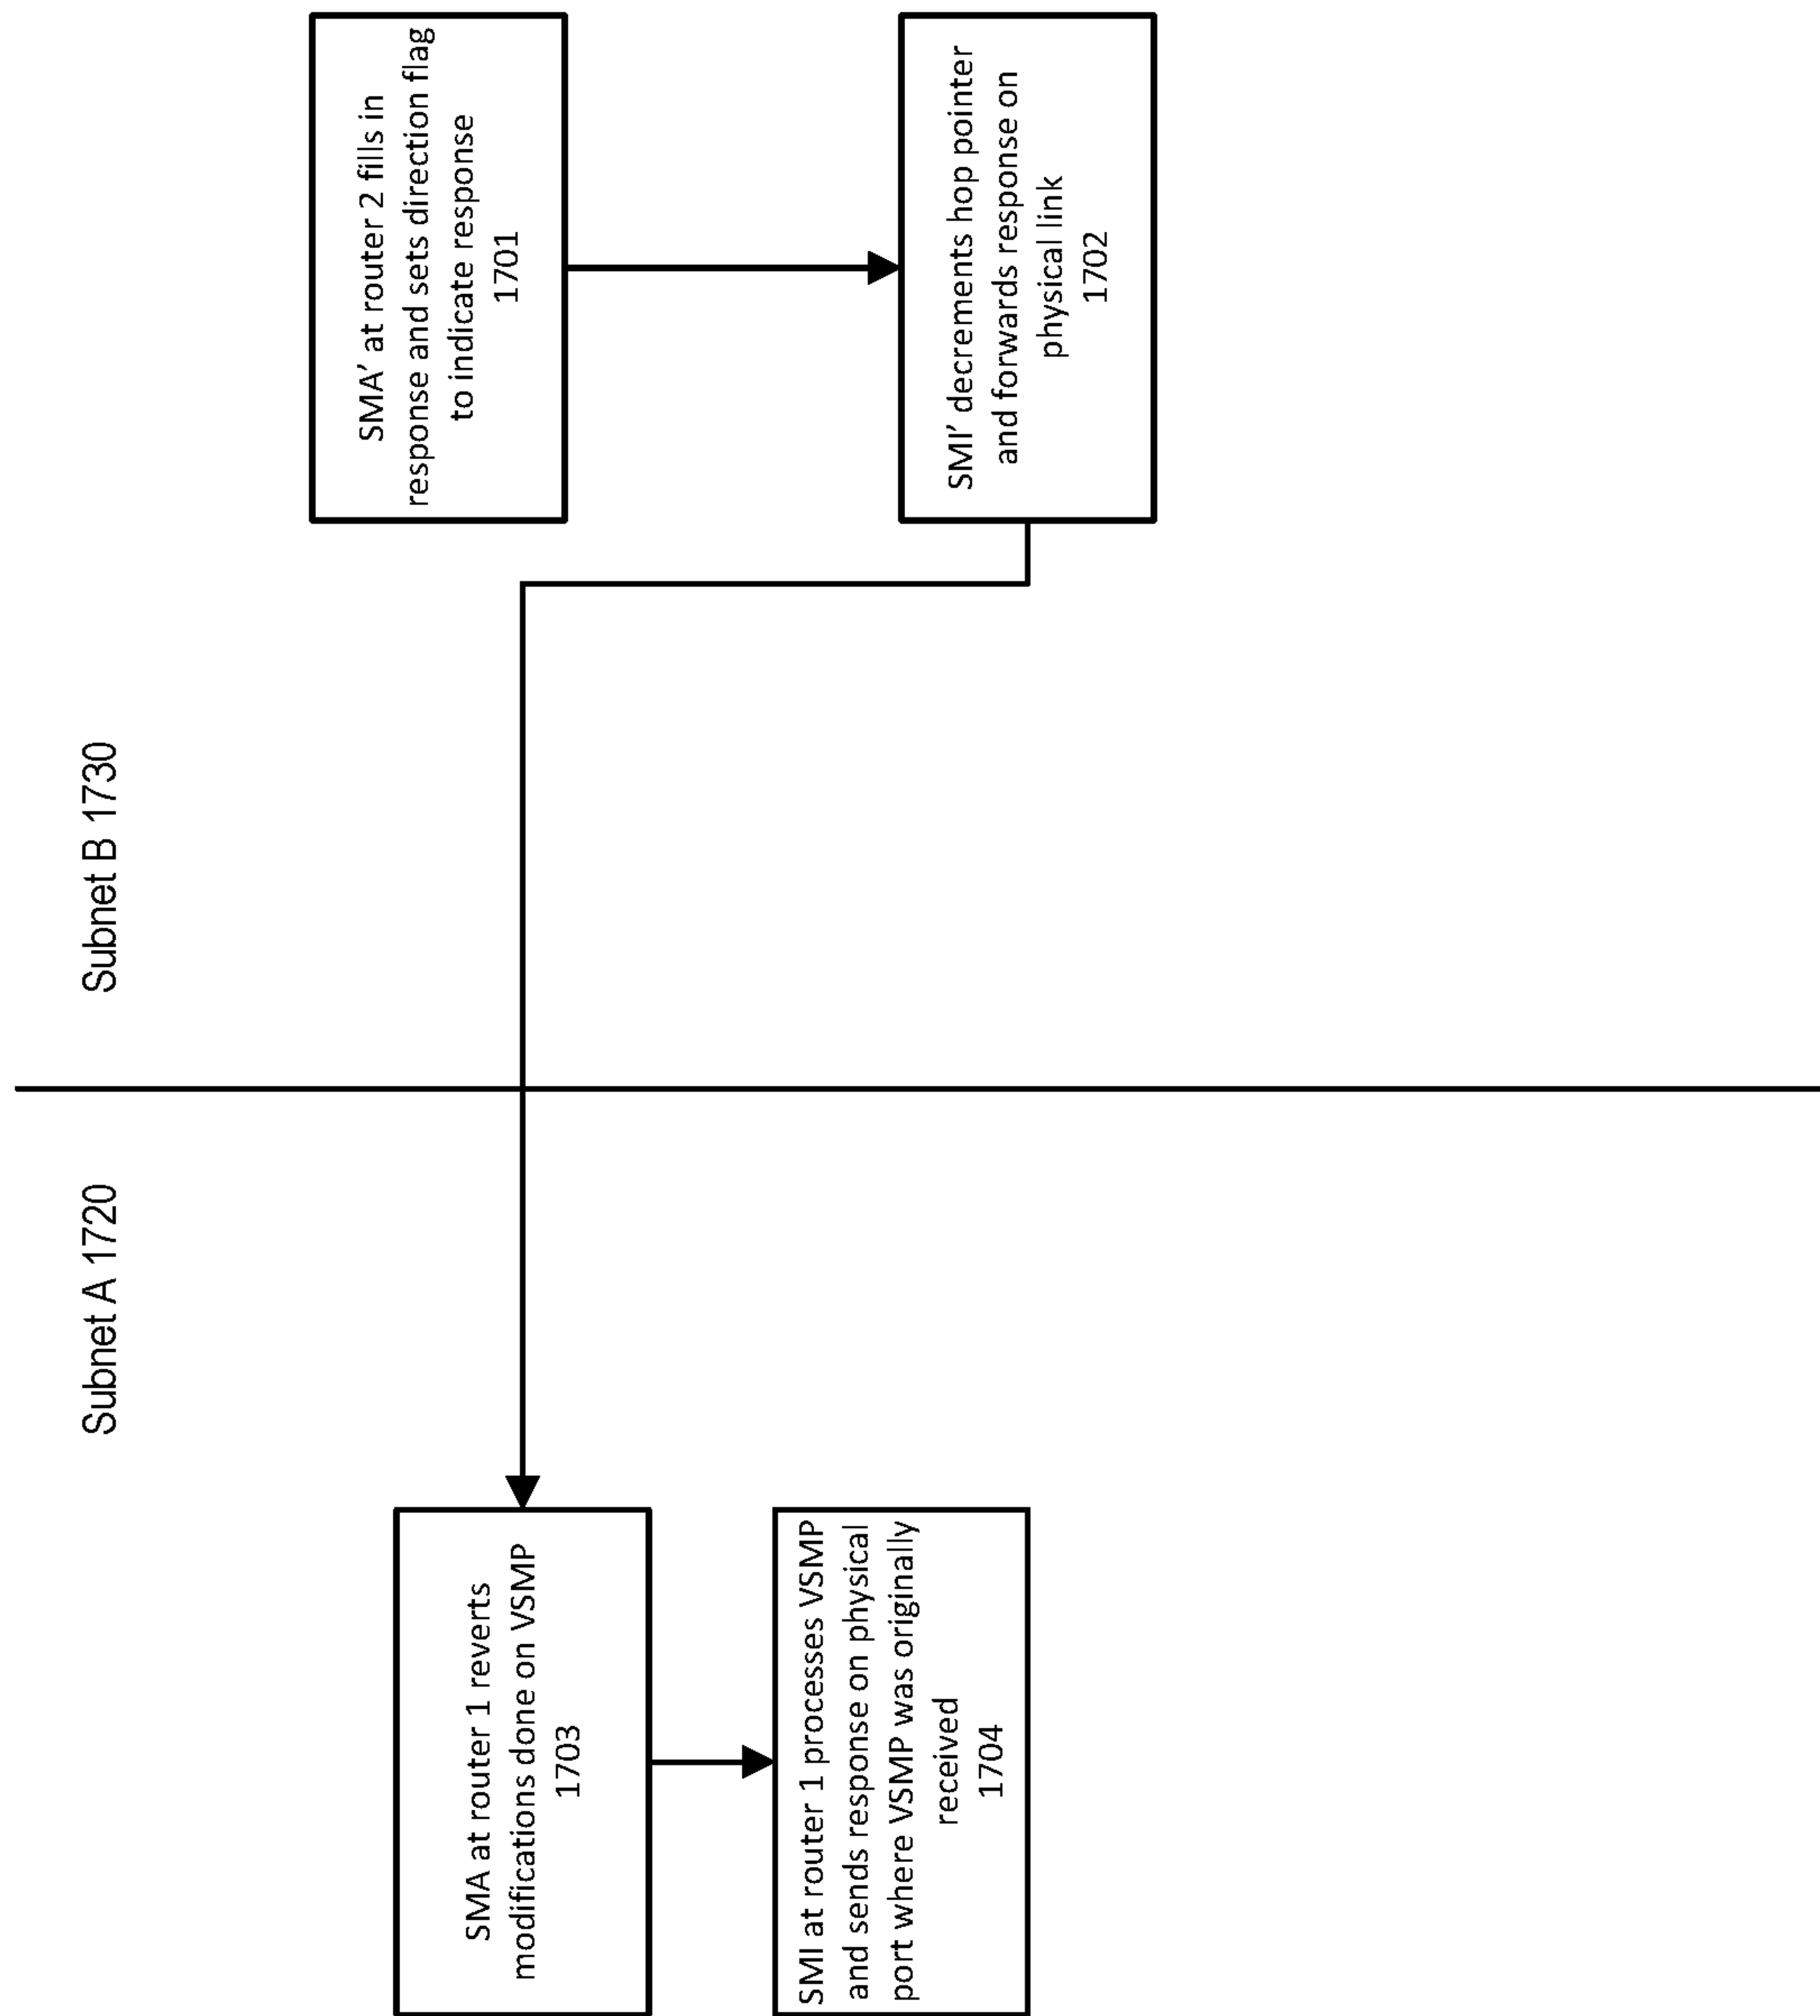 Subnet A 1720
Subnet B 1730
SMA' at router 2 fills in
response and sets direction flag
to indicate response
1701
SMI' decrements hop pointer
and forwards response on
physical link
1702
SMA at router 1 reverts
modifications done on VSMP
1703
SMI at router 1 processes VSMP
and sends response on physical
port where VSMP was originally
received
1704